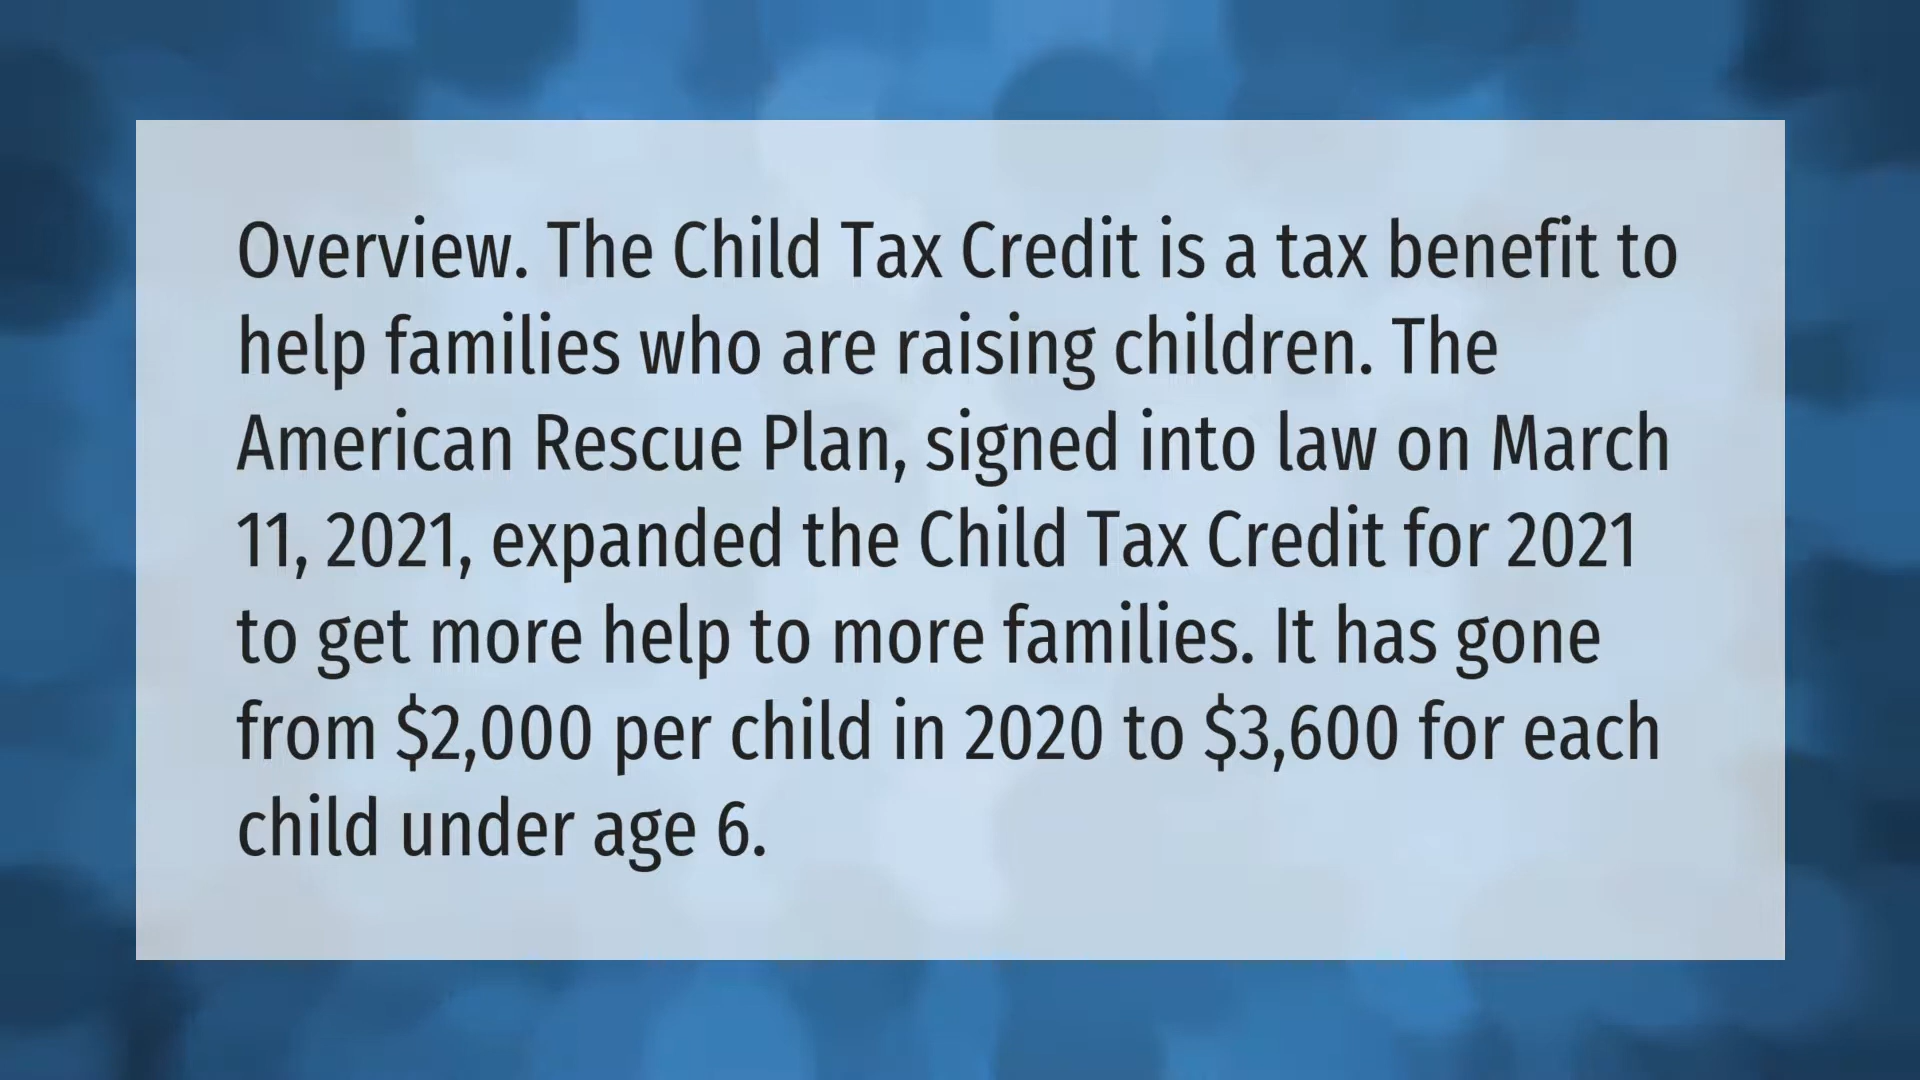 Overview. The Child Tax Credit is a tax benefit to
help families who are raising children. The
American Rescue Plan, signed into law on March
11, 2021, expanded the Child Tax Credit for 2021
to get more help to more families. It has gone
from $2,000 per child in 2020 to $3,600 for each
child under age 6.